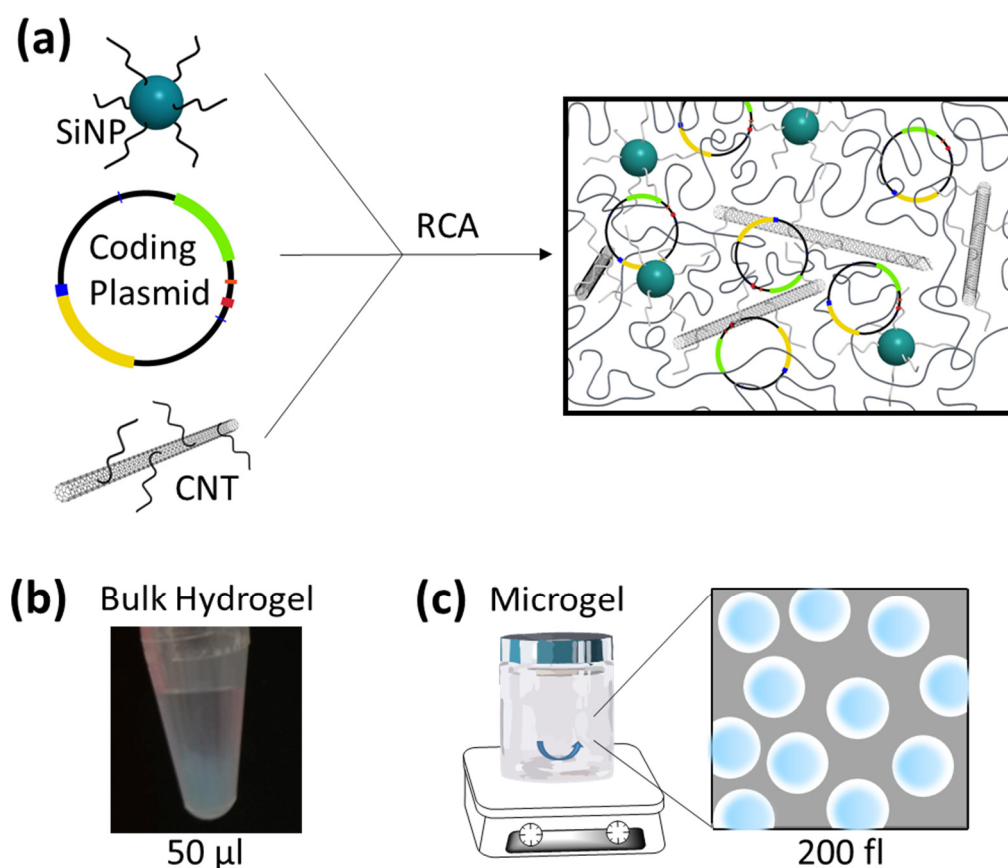 (a)
SiNP
Coding
Plasmid
CNT
RCA
(b) Bulk Hydrogel
50 µl
(c) Microgel
200 fl